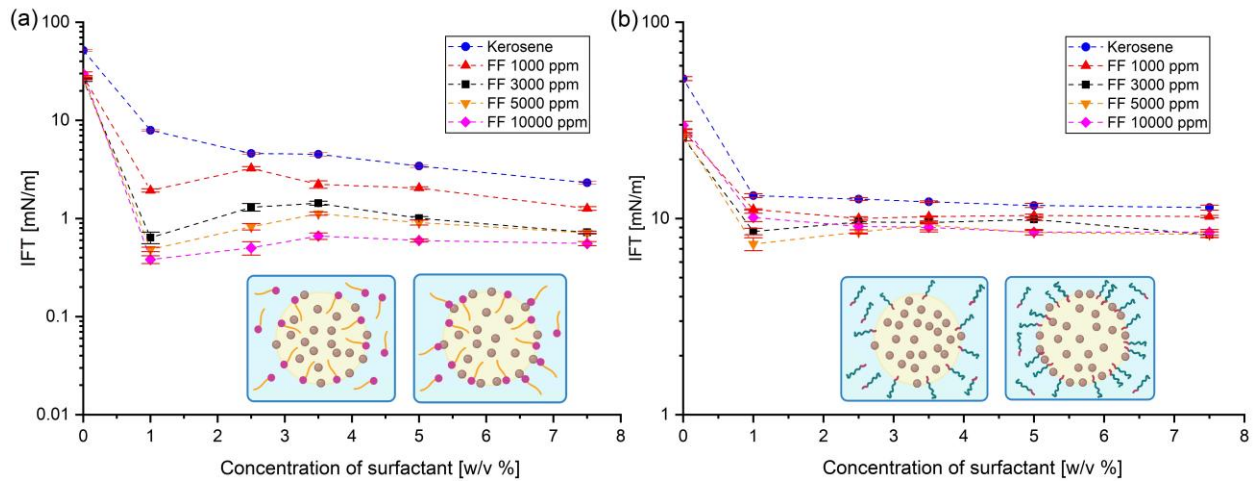 (a)
100
10
1
0.1
0.01
IFT [mN/m]
Kerosene
FF 1000 ppm
FF 3000 ppm
FF 5000 ppm
FF 10000 ppm
0 1 2 3 4 5 6 7 8
Concentration of surfactant [w/v %]
(b)
100
10
1
IFT [mN/m]
Kerosene
FF 1000 ppm
FF 3000 ppm
FF 5000 ppm
FF 10000 ppm
0 1 2 3 4 5 6 7 8
Concentration of surfactant [w/v %]